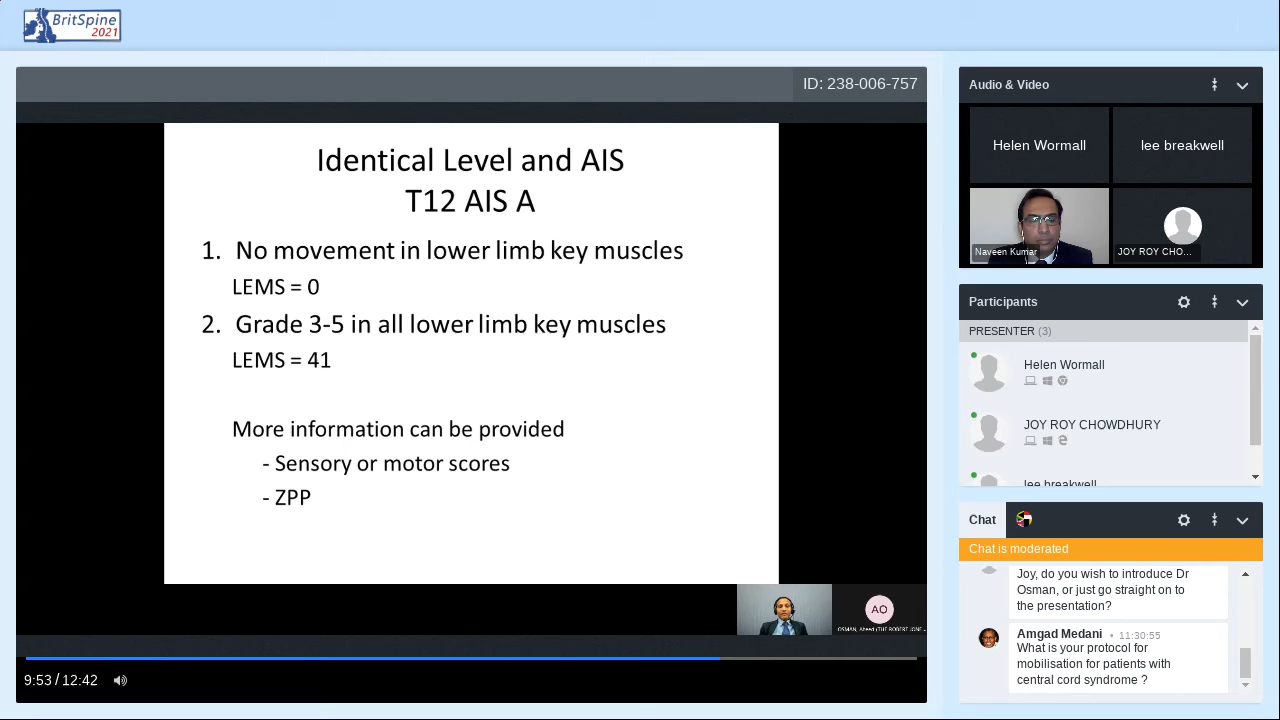 BritSpine
2021
ID: 238-006-757
Identical Level and AIS
T12 AIS A
1. No movement in lower limb key muscles
LEMS = 0
2. Grade 3-5 in all lower limb key muscles
LEMS = 41
More information can be provided
- Sensory or motor scores
- ZPP
AO
OSMAN, Aheed (THE ROBERT JONE...
9:53 / 12:42
Audio & Video
Helen Wormall
lee breakwell
Naveen Kumar
JOY ROY CHO...
Participants
PRESENTER (3)
Helen Wormall
JOY ROY CHOWDHURY
lee breakwell
Chat
Chat is moderated
Joy, do you wish to introduce Dr
Osman, or just go straight on to
the presentation?
Amgad Medani • 11:30:55
What is your protocol for
mobilisation for patients with
central cord syndrome ?